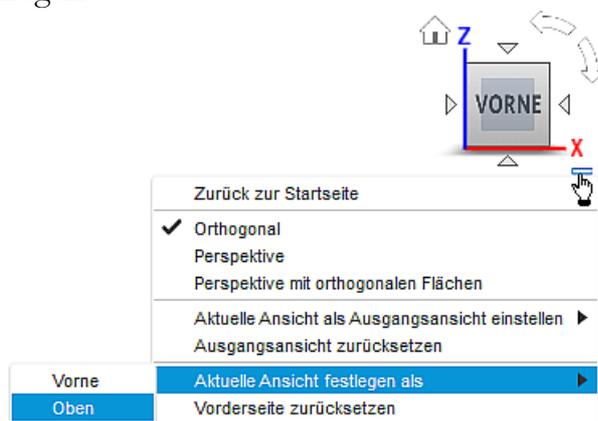 Z
VORNE
X
Zurück zur Startseite
Orthogonal
Perspektive
Perspektive mit orthogonalen Flächen
Aktuelle Ansicht als Ausgangsansicht einstellen
Ausgangsansicht zurücksetzen
Vorne
Aktuelle Ansicht festlegen als
Oben
Vorderseite zurücksetzen